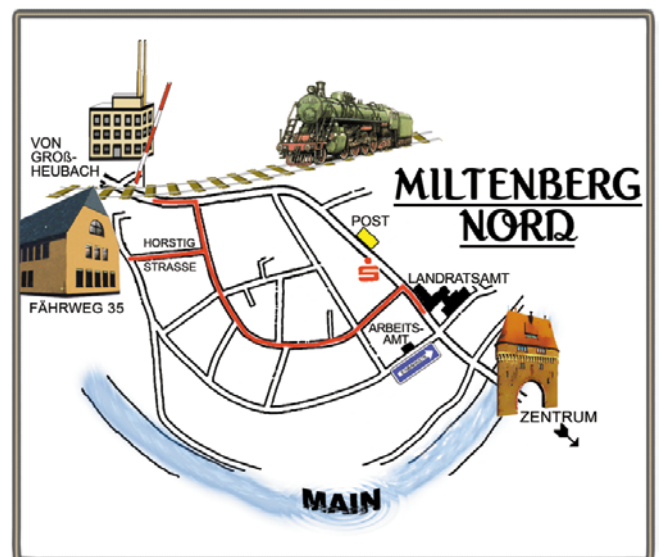 VON
GROß-
HEUBACH
MILTENBERG
NORD
POST
HORSTIG
STRASSE
S
LANDRATSAMT
FÄHRWEG 35
ARBEITS-
AMT
ZENTRUM
MAIN